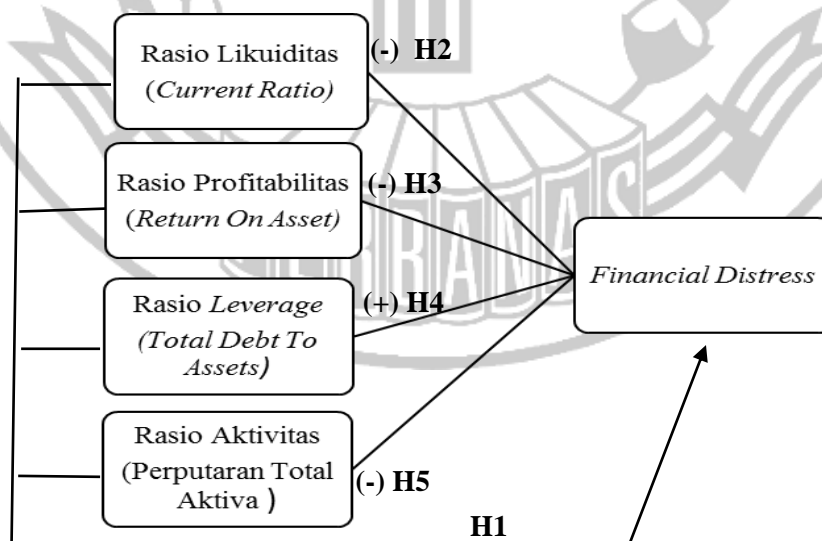 Rasio Likuiditas
(Current Ratio)
(-) H2
Rasio Profitabilitas
(Return On Asset)
(-) H3
Rasio Leverage
(Total Debt To
Assets)
(+) H4
Rasio Aktivitas
(Perputaran Total
Aktiva )
(-) H5
Financial Distress
H1